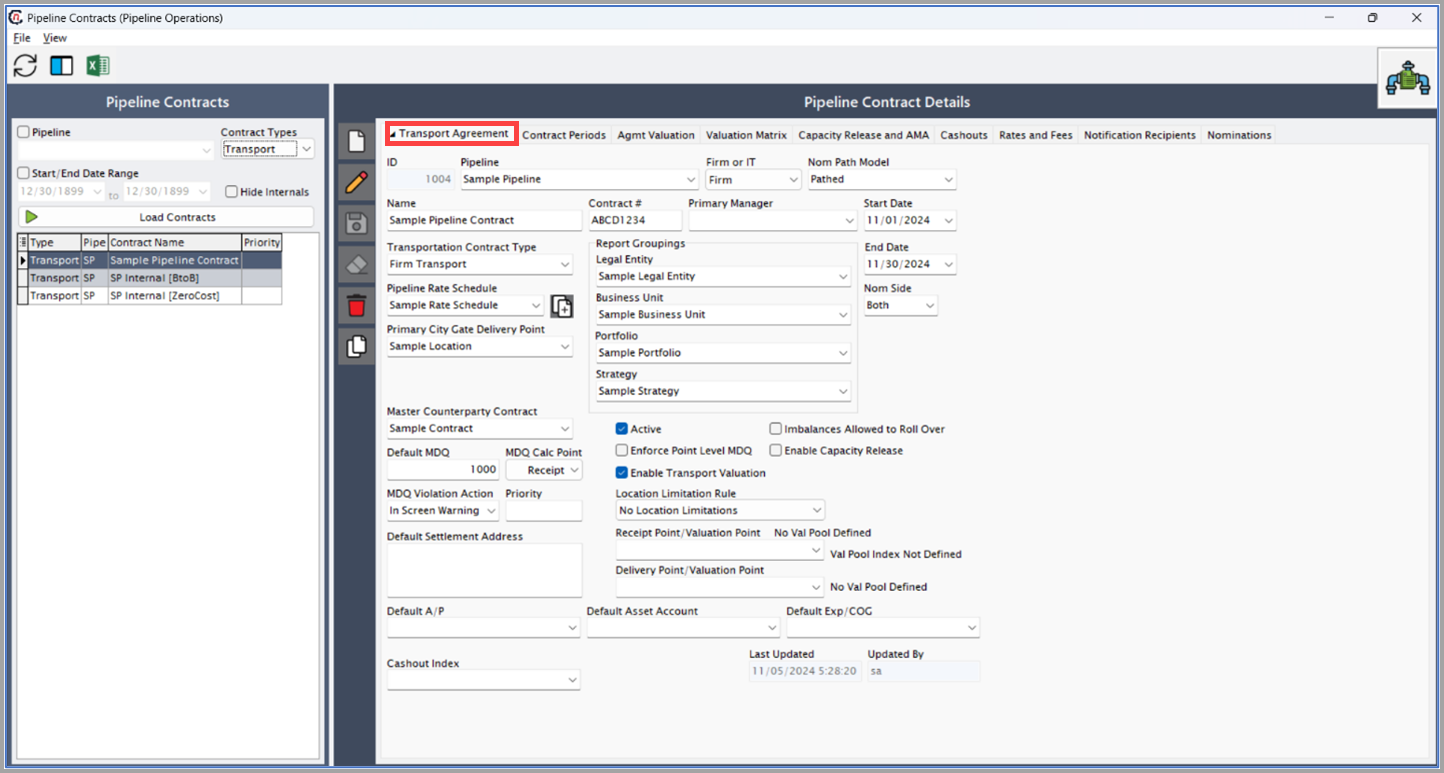 Pipeline Contracts (Pipeline Operations)
File View
Pipeline Contracts
Pipeline Contract Details
Pipeline
Contract Types
Transport
Start/End Date Range
12/30/1899 to 12/30/1899
Hide Internals
Load Contracts
Type Pipe Contract Name Priority
Transport SP Sample Pipeline Contract
Transport SP SP Internal [BtoB]
Transport SP SP Internal [ZeroCost]
Transport Agreement Contract Periods Agmt Valuation Valuation Matrix Capacity Release and AMA Cashouts Rates and Fees Notification Recipients Nominations
ID Pipeline Firm or IT Nom Path Model
1004 Sample Pipeline Firm Pathed
Name Contract # Primary Manager Start Date
Sample Pipeline Contract ABCD1234 11/01/2024
Transportation Contract Type
Firm Transport
Pipeline Rate Schedule
Sample Rate Schedule
Primary City Gate Delivery Point
Sample Location
Report Groupings
Legal Entity
Sample Legal Entity
Business Unit
Sample Business Unit
Portfolio
Sample Portfolio
Strategy
Sample Strategy
End Date
11/30/2024
Nom Side
Both
Master Counterparty Contract
Sample Contract
Default MDQ MDQ Calc Point
1000 Receipt
MDQ Violation Action Priority
In Screen Warning
Default Settlement Address
Active Imbalances Allowed to Roll Over
Enforce Point Level MDQ Enable Capacity Release
Enable Transport Valuation
Location Limitation Rule
No Location Limitations
Receipt Point/Valuation Point No Val Pool Defined
Val Pool Index Not Defined
Delivery Point/Valuation Point
No Val Pool Defined
Default A/P Default Asset Account Default Exp/COG
Cashout Index
Last Updated Updated By
11/05/2024 5:28:20 sa